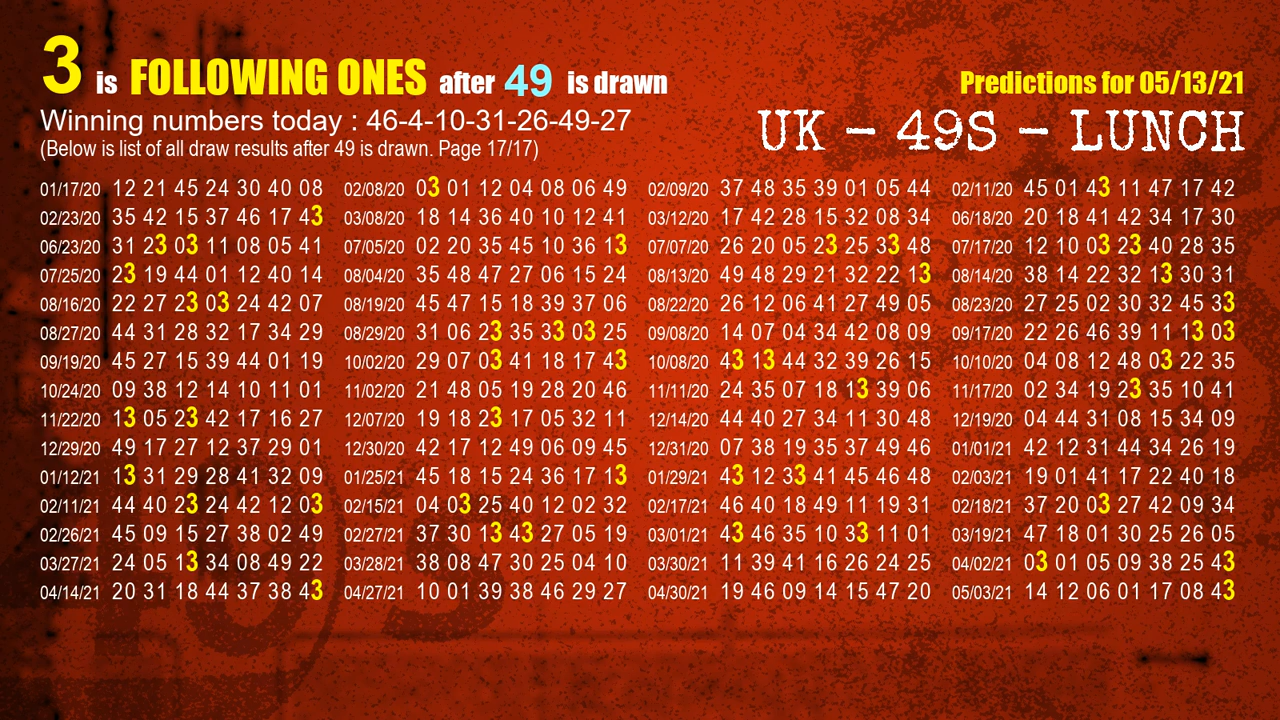 3 is FOLLOWING ONES after 49 is drawn
Predictions for 05/13/21
Winning numbers today : 46-4-10-31-26-49-27
UK - 49S - LUNCH
(Below is list of all draw results after 49 is drawn. Page 17/17)
01/17/20 12 21 45 24 30 40 08 02/08/20 03 01 12 04 08 06 49 02/09/20 37 48 35 39 01 05 44 02/11/20 45 01 43 11 47 17 42
02/23/20 35 42 15 37 46 17 43 03/08/20 18 14 36 40 10 12 41 03/12/20 17 42 28 15 32 08 34 06/18/20 20 18 41 42 34 17 30
06/23/20 31 23 03 11 08 05 41 07/05/20 02 20 35 45 10 36 13 07/07/20 26 20 05 23 25 33 48 07/17/20 12 10 03 23 40 28 35
07/25/20 23 19 44 01 12 40 14 08/04/20 35 48 47 27 06 15 24 08/13/20 49 48 29 21 32 22 13 08/14/20 38 14 22 32 13 30 31
08/16/20 22 27 23 03 24 42 07 08/19/20 45 47 15 18 39 37 06 08/22/20 26 12 06 41 27 49 05 08/23/20 27 25 02 30 32 45 33
08/27/20 44 31 28 32 17 34 29 08/29/20 31 06 23 35 33 03 25 09/08/20 14 07 04 34 42 08 09 09/17/20 22 26 46 39 11 13 03
09/19/20 45 27 15 39 44 01 19 10/02/20 29 07 03 41 18 17 43 10/08/20 43 13 44 32 39 26 15 10/10/20 04 08 12 48 03 22 35
10/24/20 09 38 12 14 10 11 01 11/02/20 21 48 05 19 28 20 46 11/11/20 24 35 07 18 13 39 06 11/17/20 02 34 19 23 35 10 41
11/22/20 13 05 23 42 17 16 27 12/07/20 19 18 23 17 05 32 11 12/14/20 44 40 27 34 11 30 48 12/19/20 04 44 31 08 15 34 09
12/29/20 49 17 27 12 37 29 01 12/30/20 42 17 12 49 06 09 45 12/31/20 07 38 19 35 37 49 46 01/01/21 42 12 31 44 34 26 19
01/12/21 13 31 29 28 41 32 09 01/25/21 45 18 15 24 36 17 13 01/29/21 43 12 33 41 45 46 48 02/03/21 19 01 41 17 22 40 18
02/11/21 44 40 23 24 42 12 03 02/15/21 04 03 25 40 12 02 32 02/17/21 46 40 18 49 11 19 31 02/18/21 37 20 03 27 42 09 34
02/26/21 45 09 15 27 38 02 49 02/27/21 37 30 13 43 27 05 19 03/01/21 43 46 35 10 33 11 01 03/19/21 47 18 01 30 25 26 05
03/27/21 24 05 13 34 08 49 22 03/28/21 38 08 47 30 25 04 10 03/30/21 11 39 41 16 26 24 25 04/02/21 03 01 05 09 38 25 43
04/14/21 20 31 18 44 37 38 43 04/27/21 10 01 39 38 46 29 27 04/30/21 19 46 09 14 15 47 20 05/03/21 14 12 06 01 17 08 43